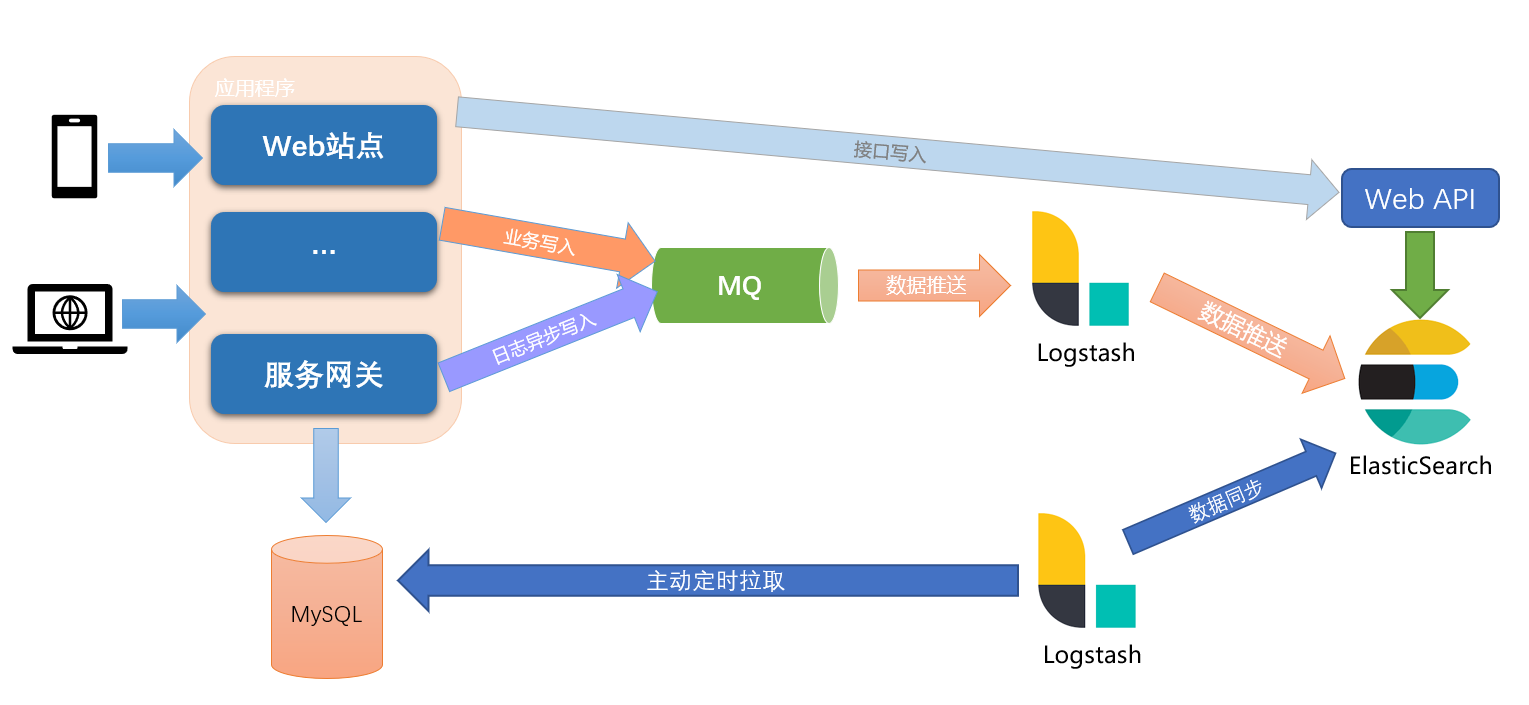 应用程序
Web站点
...
服务网关
接口写入
业务写入
日志异步写入
MQ
数据推送
Logstash
数据推送
Web API
ElasticSearch
数据同步
主动定时拉取
MySQL
Logstash